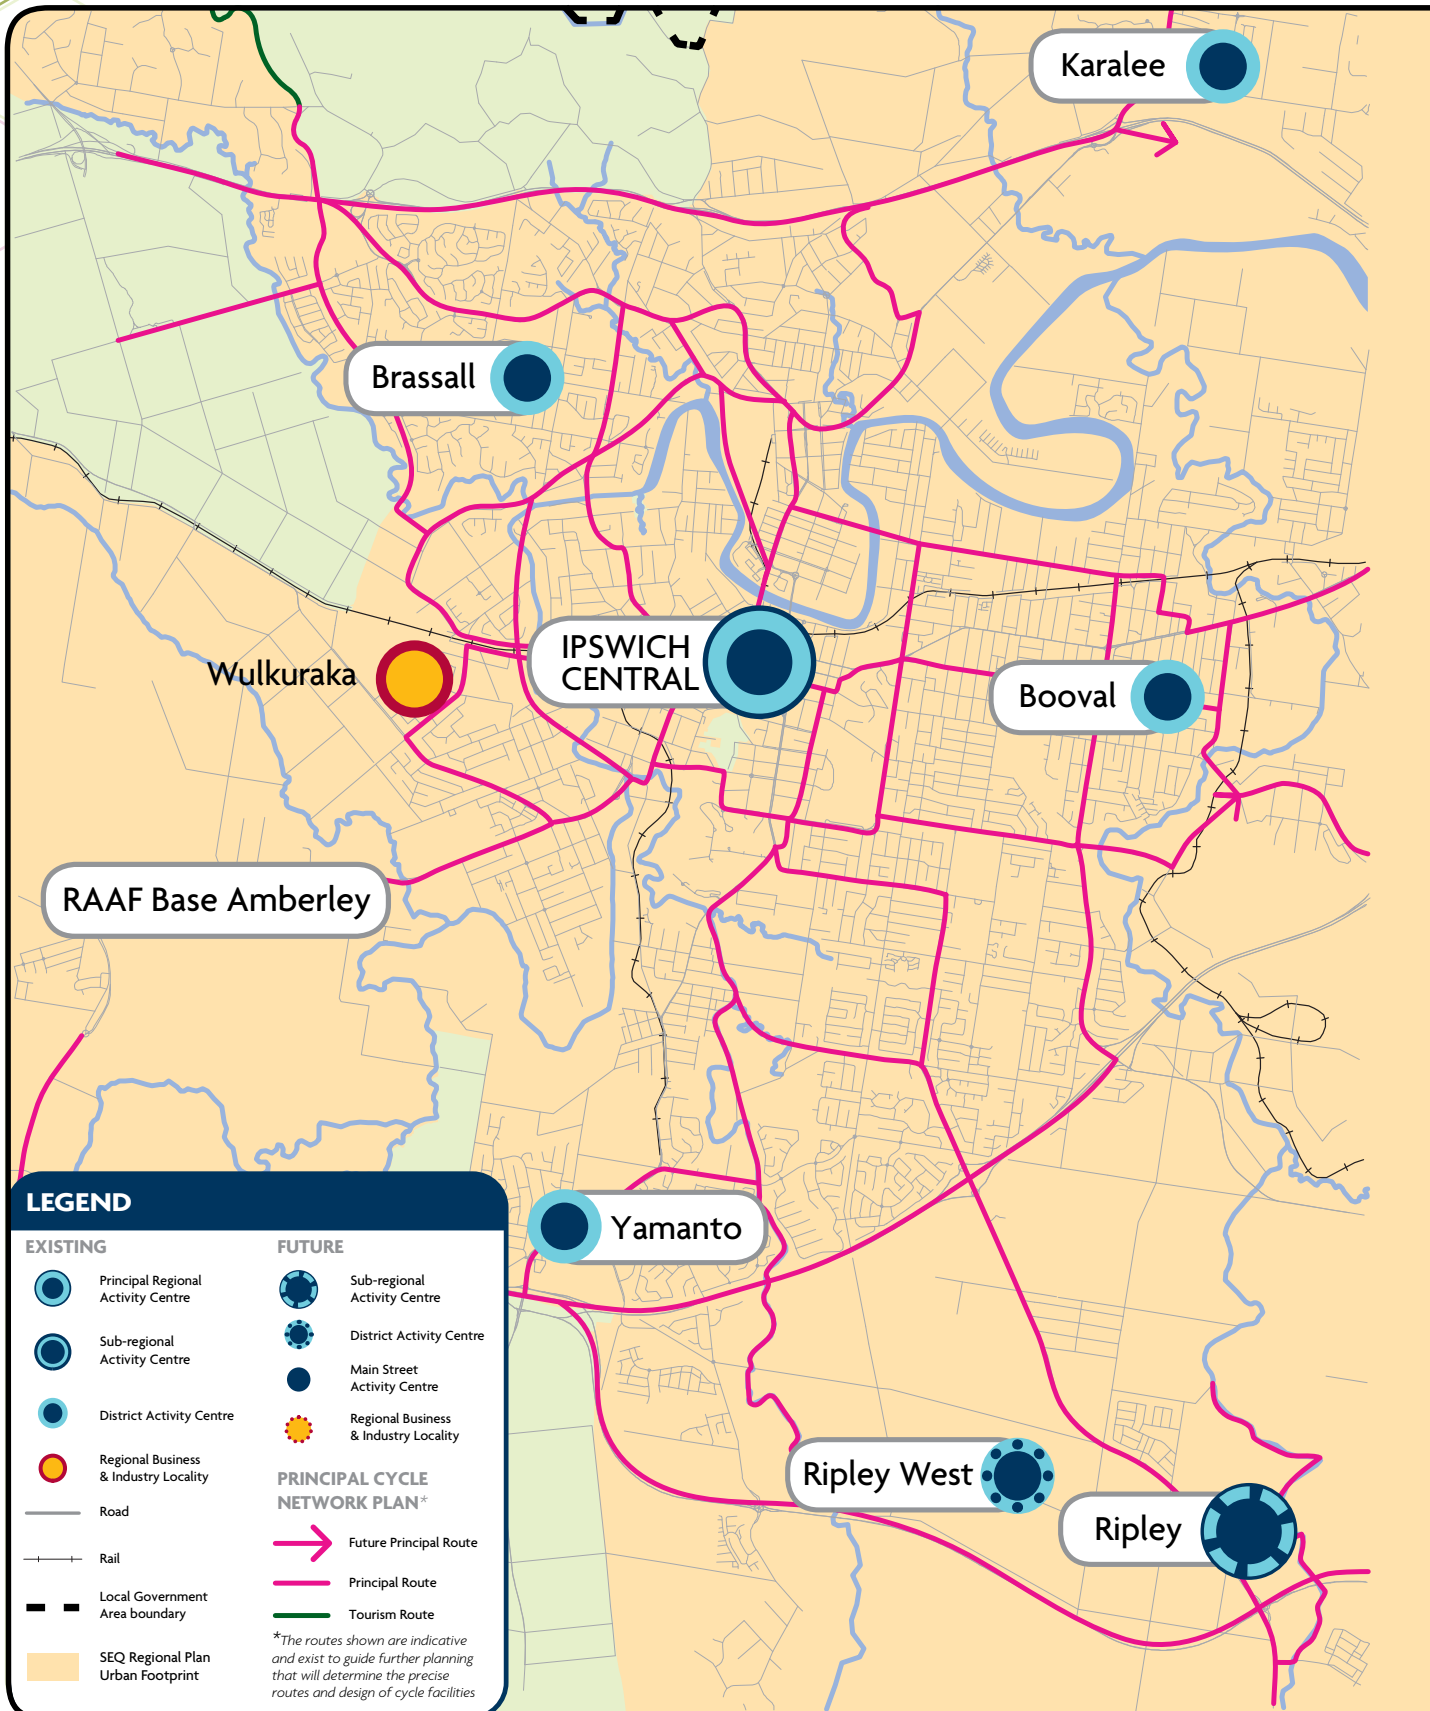 Karalee
Brassall
IPSWICH
CENTRAL
Wulkuraka
Booval
RAAF Base Amberley
Yamanto
Ripley West
Ripley
LEGEND
EXISTING
Principal Regional
Activity Centre
Sub-regional
Activity Centre
District Activity Centre
Regional Business
& Industry Locality
Road
Rail
Local Government
Area boundary
SEQ Regional Plan
Urban Footprint
FUTURE
Sub-regional
Activity Centre
District Activity Centre
Main Street
Activity Centre
Regional Business
& Industry Locality
PRINCIPAL CYCLE
NETWORK PLAN*
Future Principal Route
Principal Route
Tourism Route
*The routes shown are indicative
and exist to guide further planning
that will determine the precise
routes and design of cycle facilities